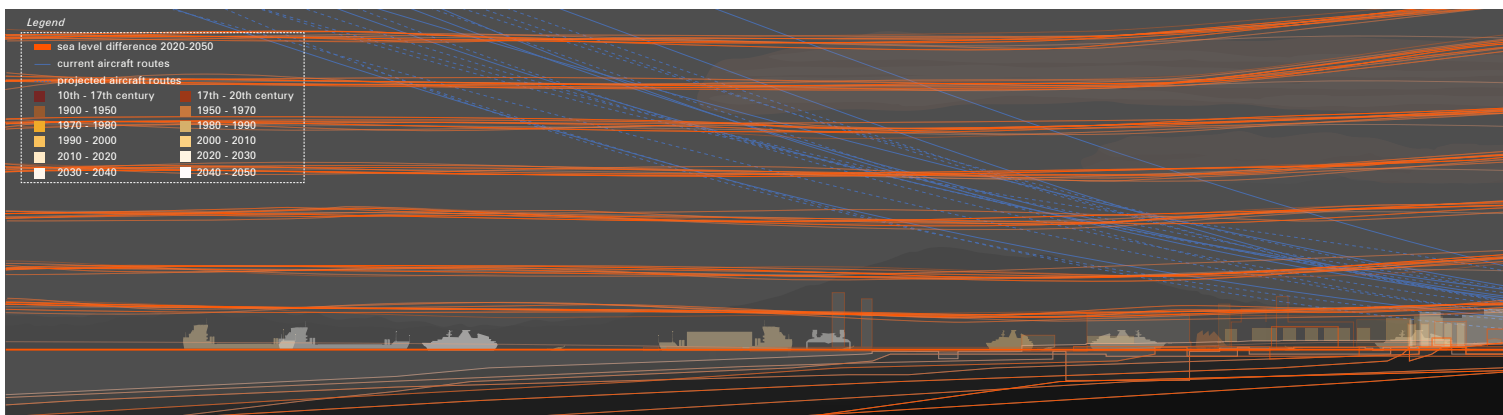 Legend
sea level difference 2020-2050
current aircraft routes
projected aircraft routes
10th - 17th century 17th - 20th century
1900 - 1950 1950 - 1970
1970 - 1980 1980 - 1990
1990 - 2000 2000 - 2010
2010 - 2020 2020 - 2030
2030 - 2040 2040 - 2050